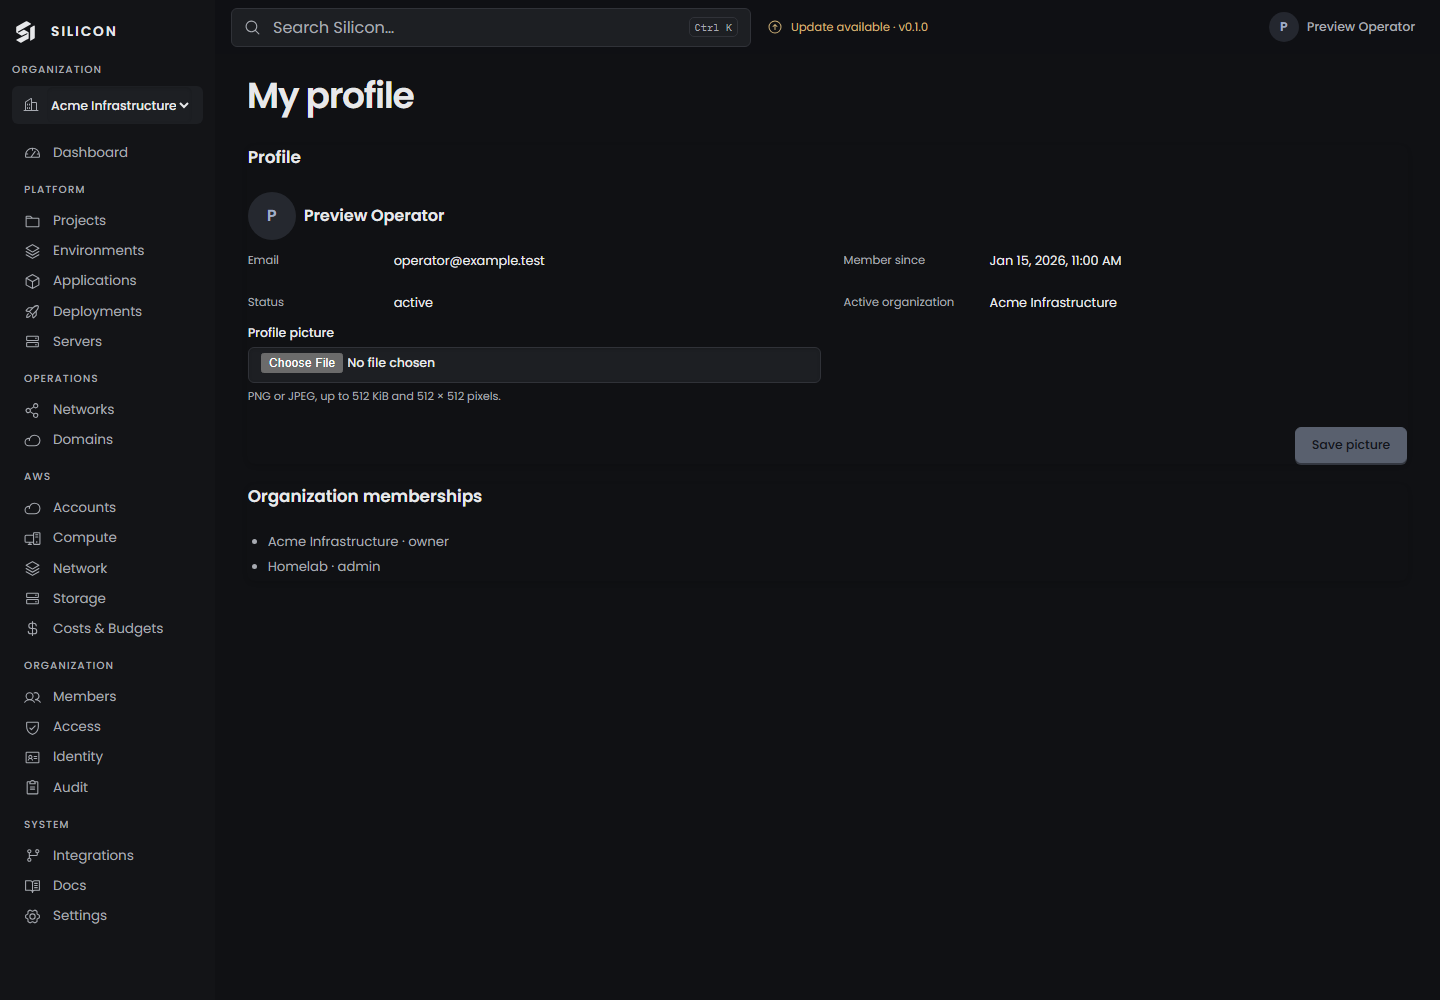 SILICON
ORGANIZATION
Acme Infrastructure
Dashboard
PLATFORM
Projects
Environments
Applications
Deployments
Servers
OPERATIONS
Networks
Domains
AWS
Accounts
Compute
Network
Storage
Costs & Budgets
ORGANIZATION
Members
Access
Identity
Audit
SYSTEM
Integrations
Docs
Settings
Search Silicon... Ctrl K
Update available · v0.1.0
P Preview Operator
My profile
Profile
P Preview Operator
Email operator@example.test
Member since Jan 15, 2026, 11:00 AM
Status active
Active organization Acme Infrastructure
Profile picture
Choose File No file chosen
PNG or JPEG, up to 512 KiB and 512 × 512 pixels.
Save picture
Organization memberships
• Acme Infrastructure · owner
• Homelab · admin